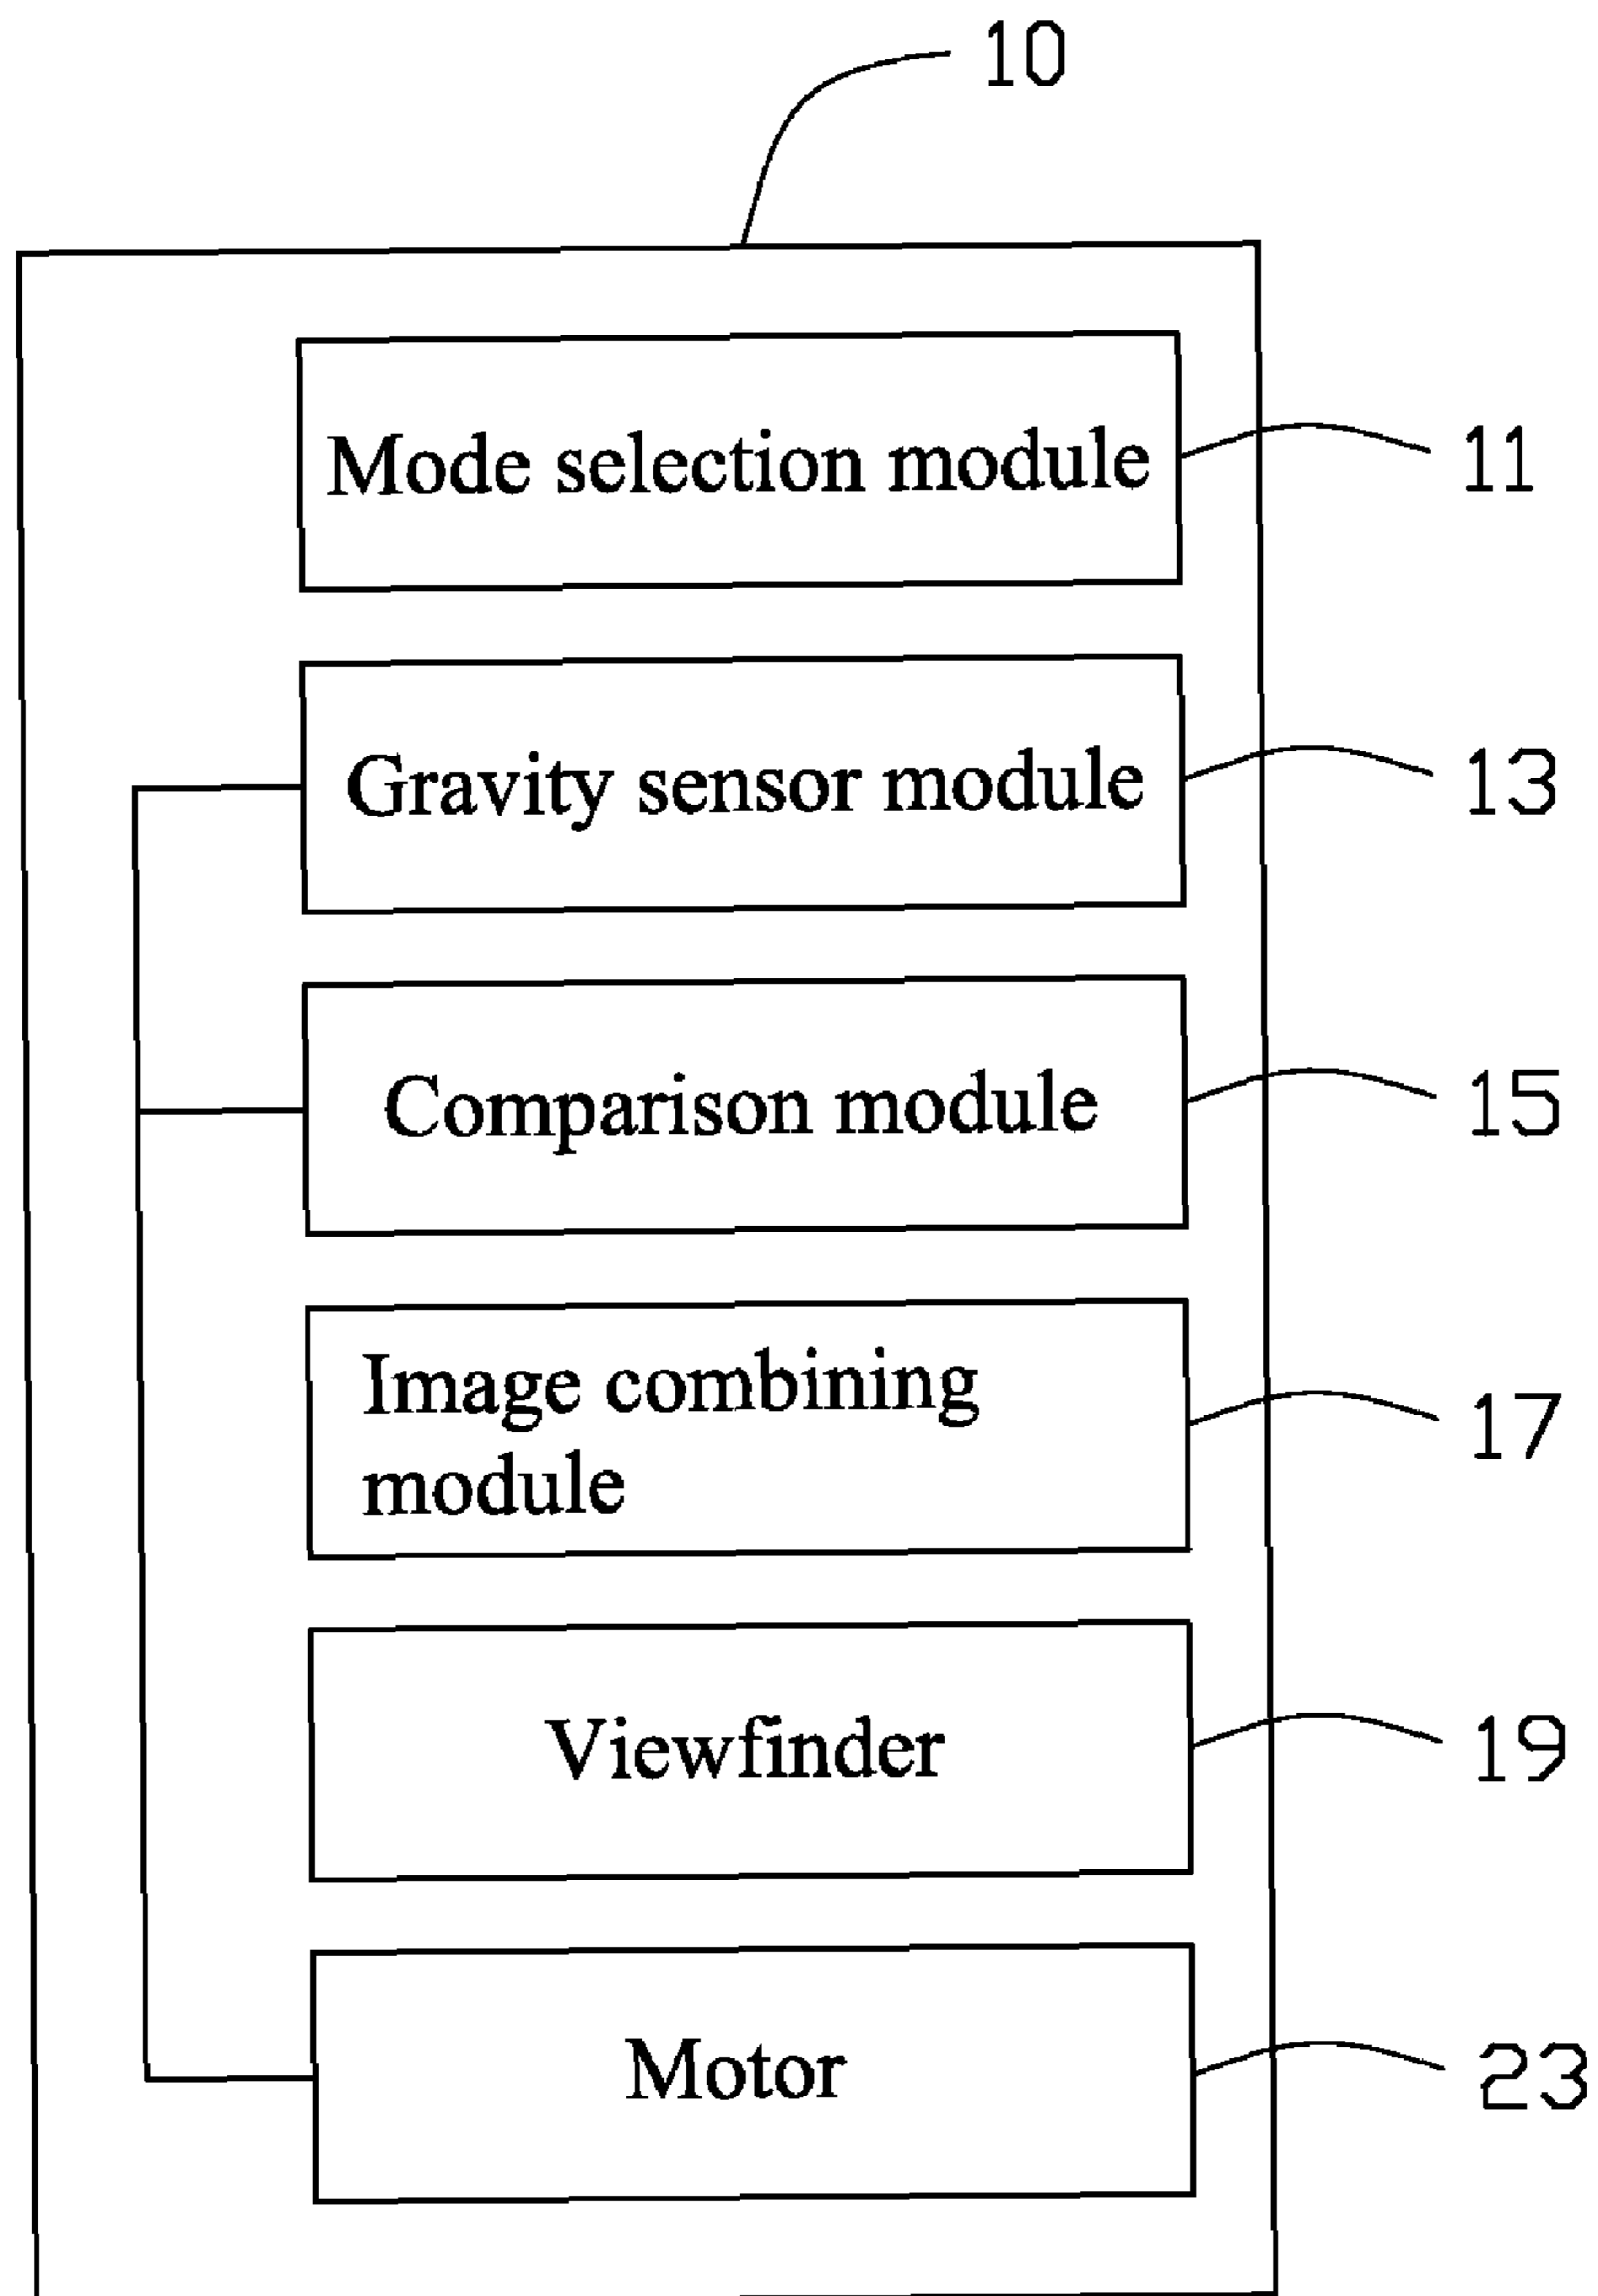 10
Mode selection module
11
Gravity sensor module
13
Comparison module
15
Image combining
module
17
Viewfinder
19
Motor
23